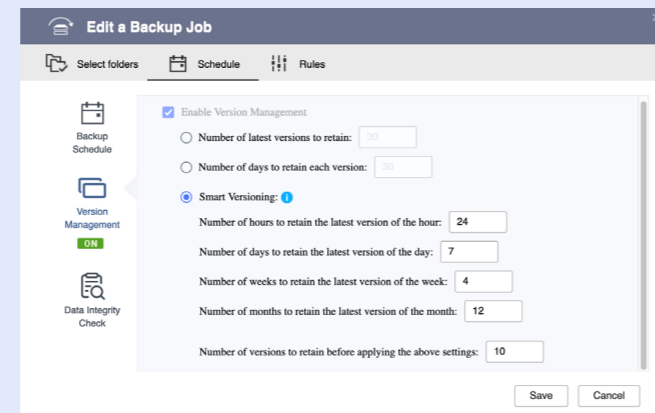 Edit a Backup Job
Select folders
Schedule
Rules
Backup
Schedule
Version
Management
ON
Data Integrity
Check
Enable Version Management
Number of latest versions to retain: 30
Number of days to retain each version: 30
Smart Versioning: i
Number of hours to retain the latest version of the hour: 24
Number of days to retain the latest version of the day: 7
Number of weeks to retain the latest version of the week: 4
Number of months to retain the latest version of the month: 12
Number of versions to retain before applying the above settings: 10
Save
Cancel